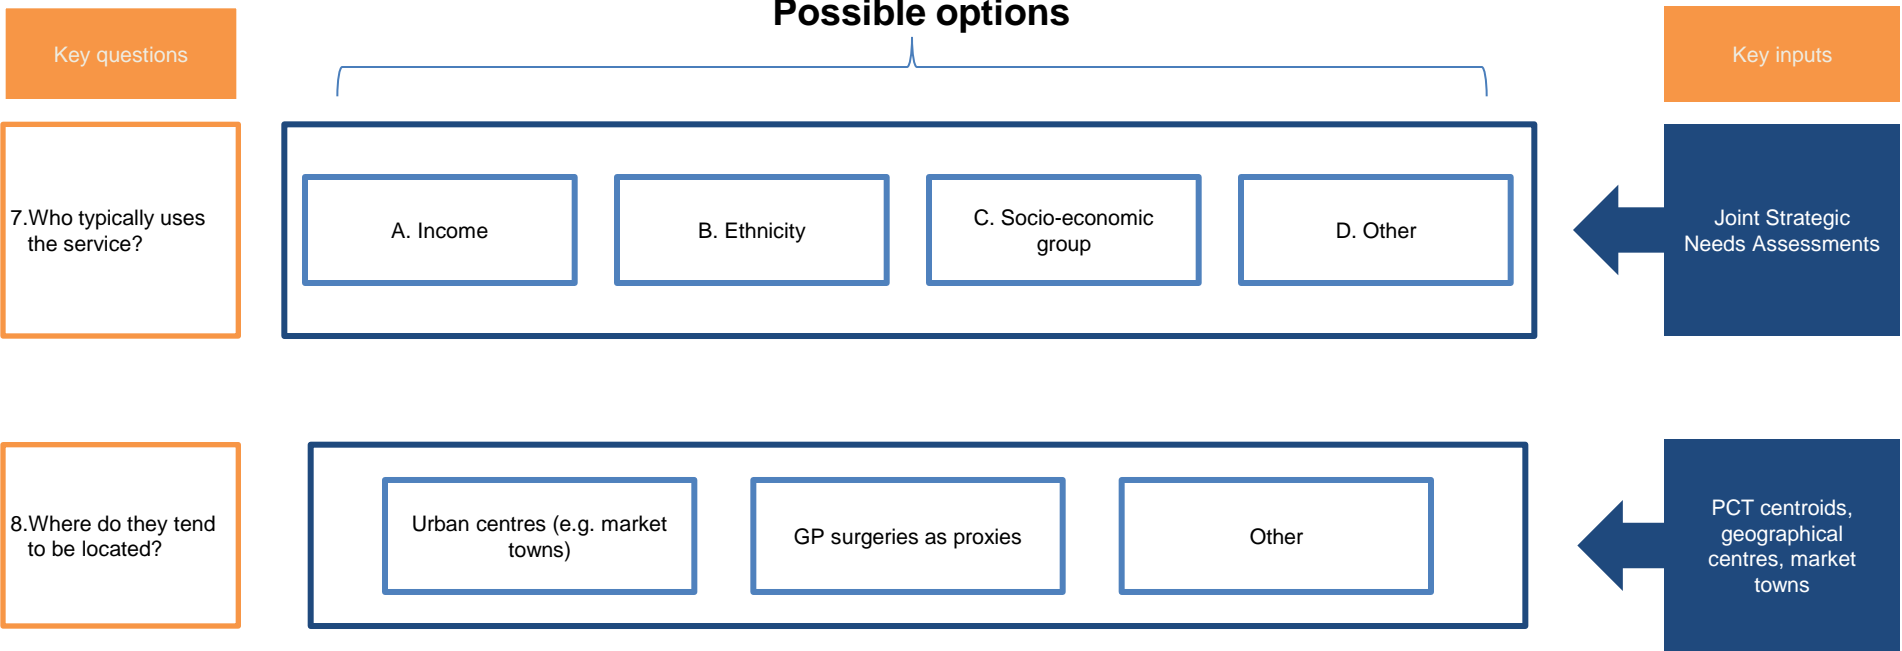 Possible options
Key questions
Key inputs
7.Who typically uses
the service?
A. Income
B. Ethnicity
C. Socio-economic
group
D. Other
Joint Strategic
Needs Assessments
8.Where do they tend
to be located?
Urban centres (e.g. market
towns)
GP surgeries as proxies
Other
PCT centroids,
geographical
centres, market
towns